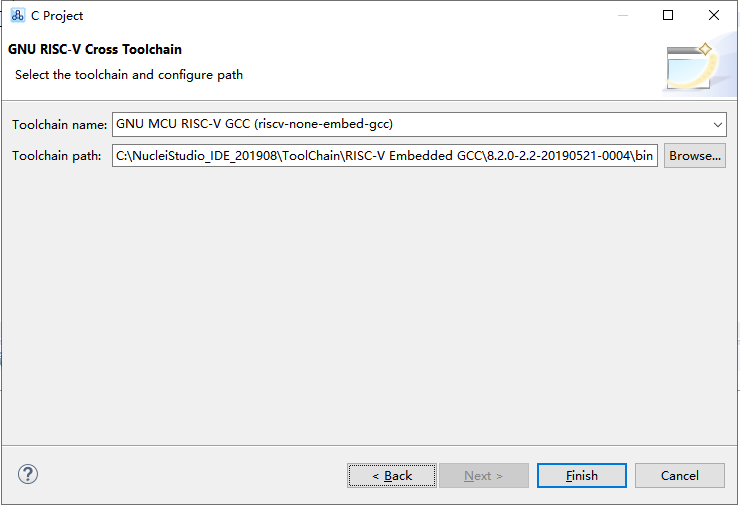 C Project
GNU RISC-V Cross Toolchain
Select the toolchain and configure path
Toolchain name: GNU MCU RISC-V GCC (riscv-none-embed-gcc)
Toolchain path: C:\NucleiStudio_IDE_201908\ToolChain\RISC-V Embedded GCC\8.2.0-2.2-20190521-0004\bin Browse...
? < Back Next > Finish Cancel